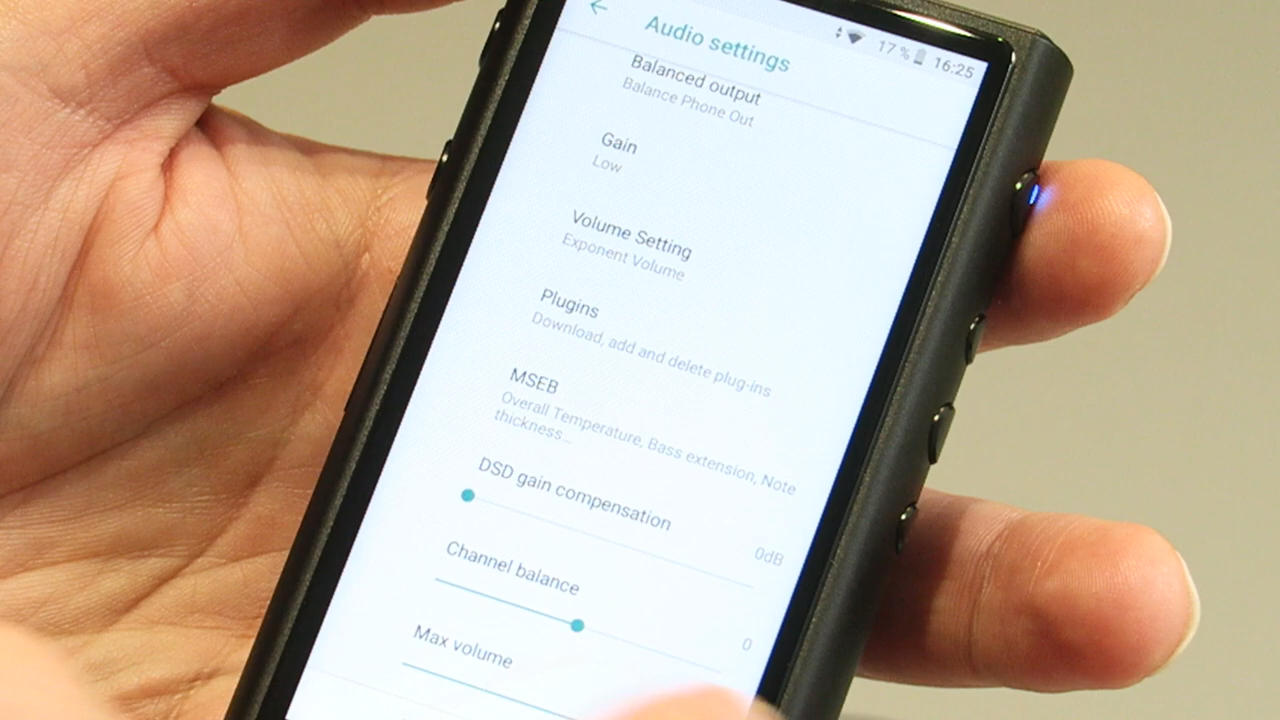 17% 16:25
Audio settings
Balanced output
Balance Phone Out
Gain
Low
Volume Setting
Exponent Volume
Plugins
Download, add and delete plug-ins
MSEB
Overall Temperature, Bass extension, Note
thickness...
DSD gain compensation
0dB
Channel balance
0
Max volume